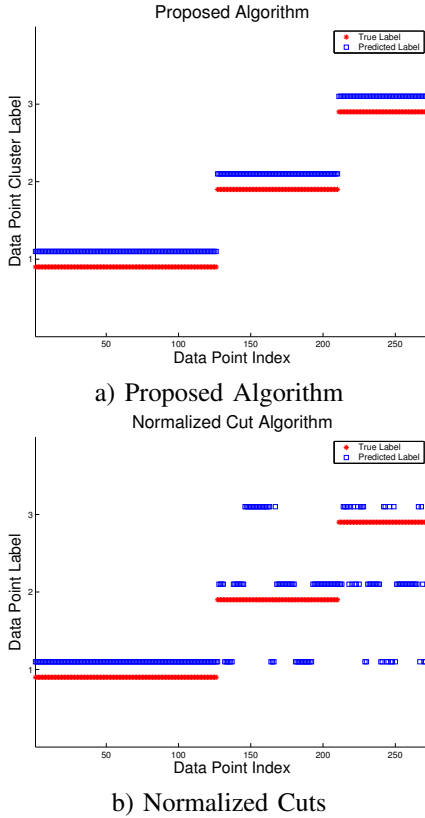 Proposed Algorithm
True Label
Predicted Label
Data Point Cluster Label
3
2
1
50 100 150 200 250
Data Point Index
a) Proposed Algorithm
Normalized Cut Algorithm
True Label
Predicted Label
Data Point Label
3
2
1
50 100 150 200 250
Data Point Index
b) Normalized Cuts